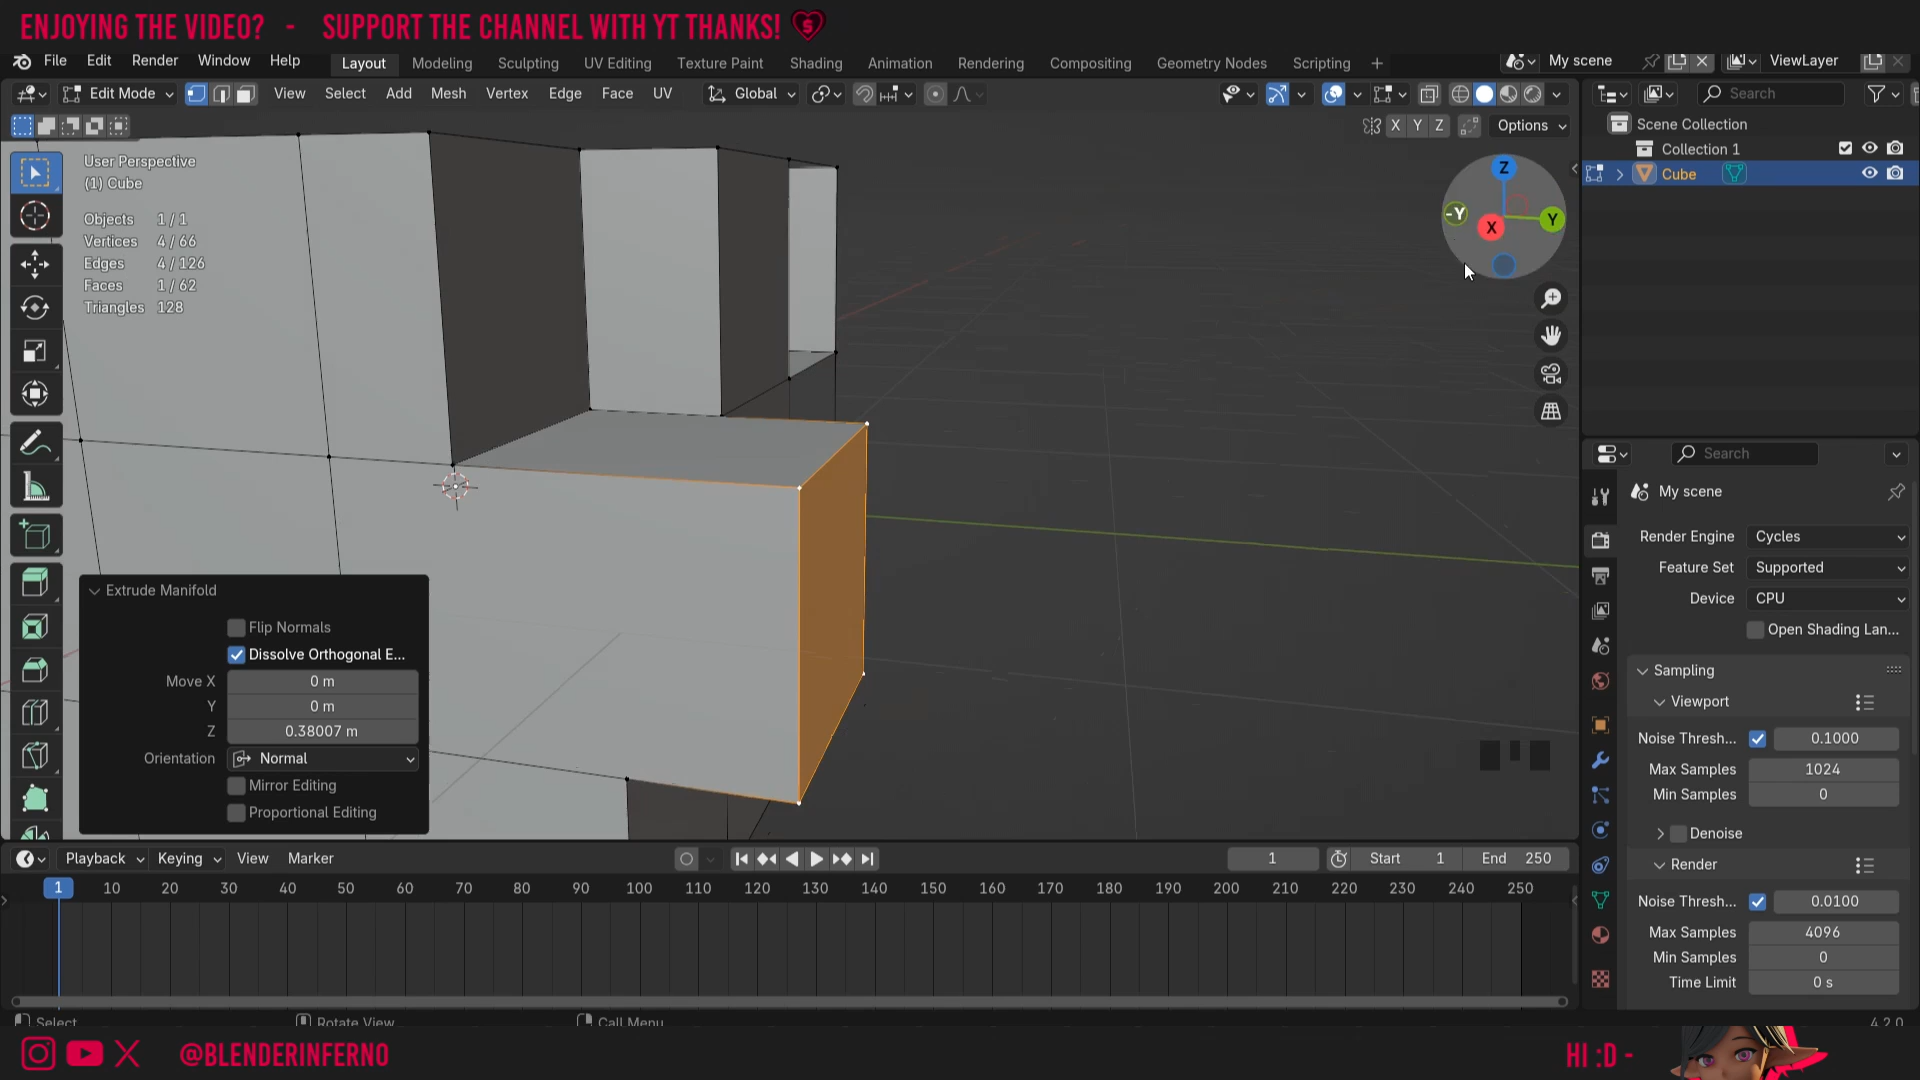 ENJOYING THE VIDEO? - SUPPORT THE CHANNEL WITH YT THANKS!
File Edit Render Window Help Layout Modeling Sculpting UV Editing Texture Paint Shading Animation Rendering Compositing Geometry Nodes Scripting + My scene ViewLayer
Edit Mode View Select Add Mesh Vertex Edge Face UV Global Search
X Y Z Options
Scene Collection
Collection 1
Cube
User Perspective
(1) Cube
Objects 1/1
Vertices 4/66
Edges 4/126
Faces 1/62
Triangles 128
Z
-Y
Y
X
Search
My scene
Render Engine Cycles
Feature Set Supported
Device CPU
Open Shading Lan...
Sampling
Viewport
Noise Thresh... 0.1000
Max Samples 1024
Min Samples 0
Denoise
Render
Noise Thresh... 0.0100
Max Samples 4096
Min Samples 0
Time Limit 0 s
Extrude Manifold
Flip Normals
Dissolve Orthogonal E...
Move X 0 m
Y 0 m
Z 0.38007 m
Orientation Normal
Mirror Editing
Proportional Editing
Playback Keying View Marker 1 Start 1 End 250
1 10 20 30 40 50 60 70 80 90 100 110 120 130 140 150 160 170 180 190 200 210 220 230 240 250
Select Rotate View Call Menu 4.2.0
@BLENDERINFERNO
HI :D -